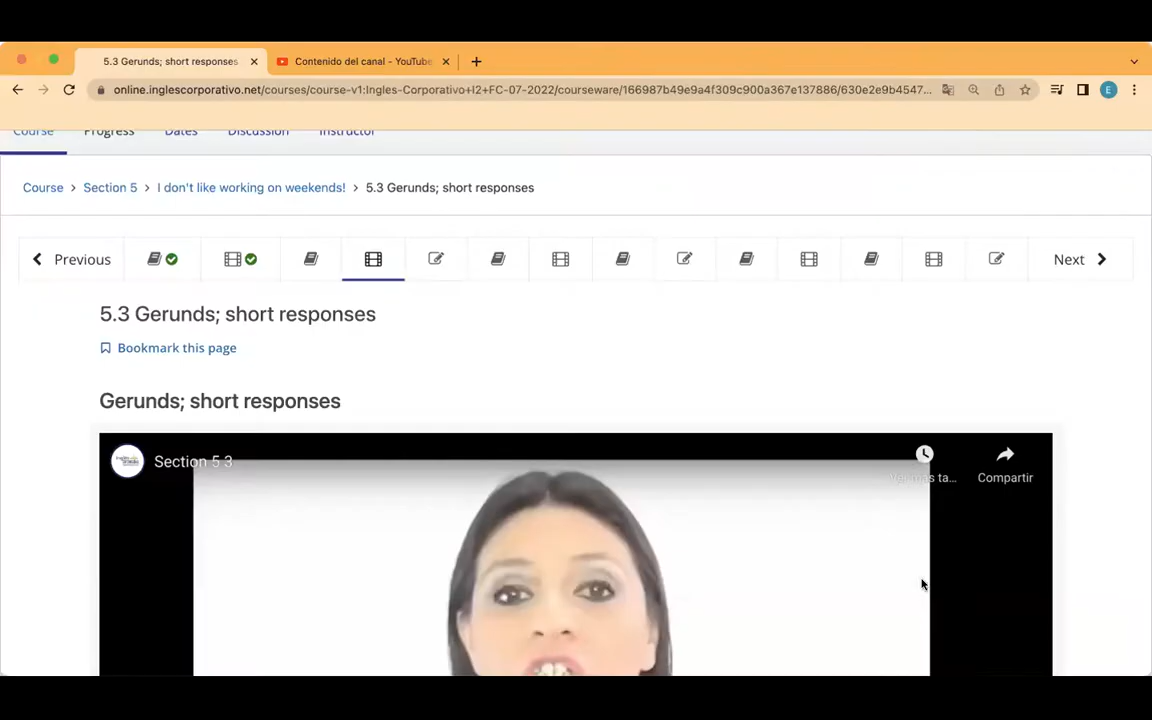 5.3 Gerunds; short responses
Contenido del canal - YouTube
online.inglescorporativo.net/courses/course-v1:Ingles-Corporativo+I2+FC-07-2022/courseware/166987b49e9a4f309c900a367e137886/630e2e9b4547...
E
Course Progress Dates Discussion Instructor
Course > Section 5 > I don't like working on weekends! > 5.3 Gerunds; short responses
Previous
Next
5.3 Gerunds; short responses
Bookmark this page
Gerunds; short responses
Section 5 3
Compartir